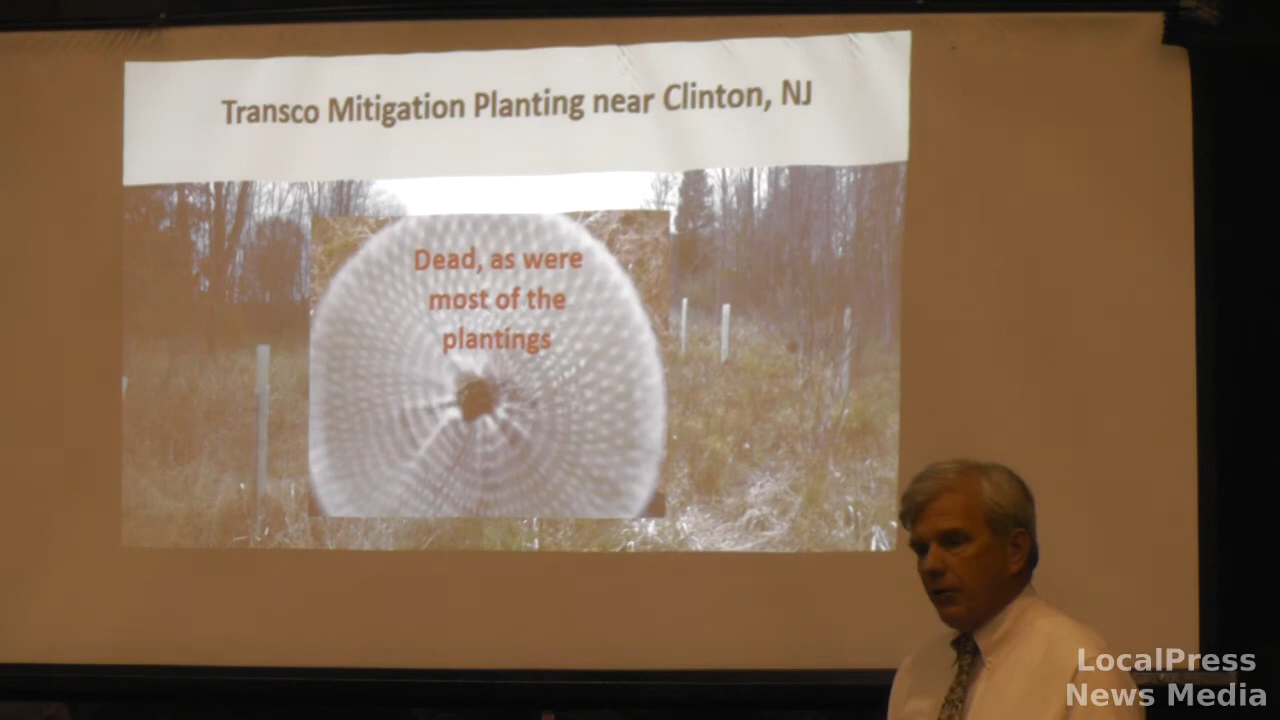 Transco Mitigation Planting near Clinton, NJ
Dead, as were
most of the
plantings
LocalPress
News Media